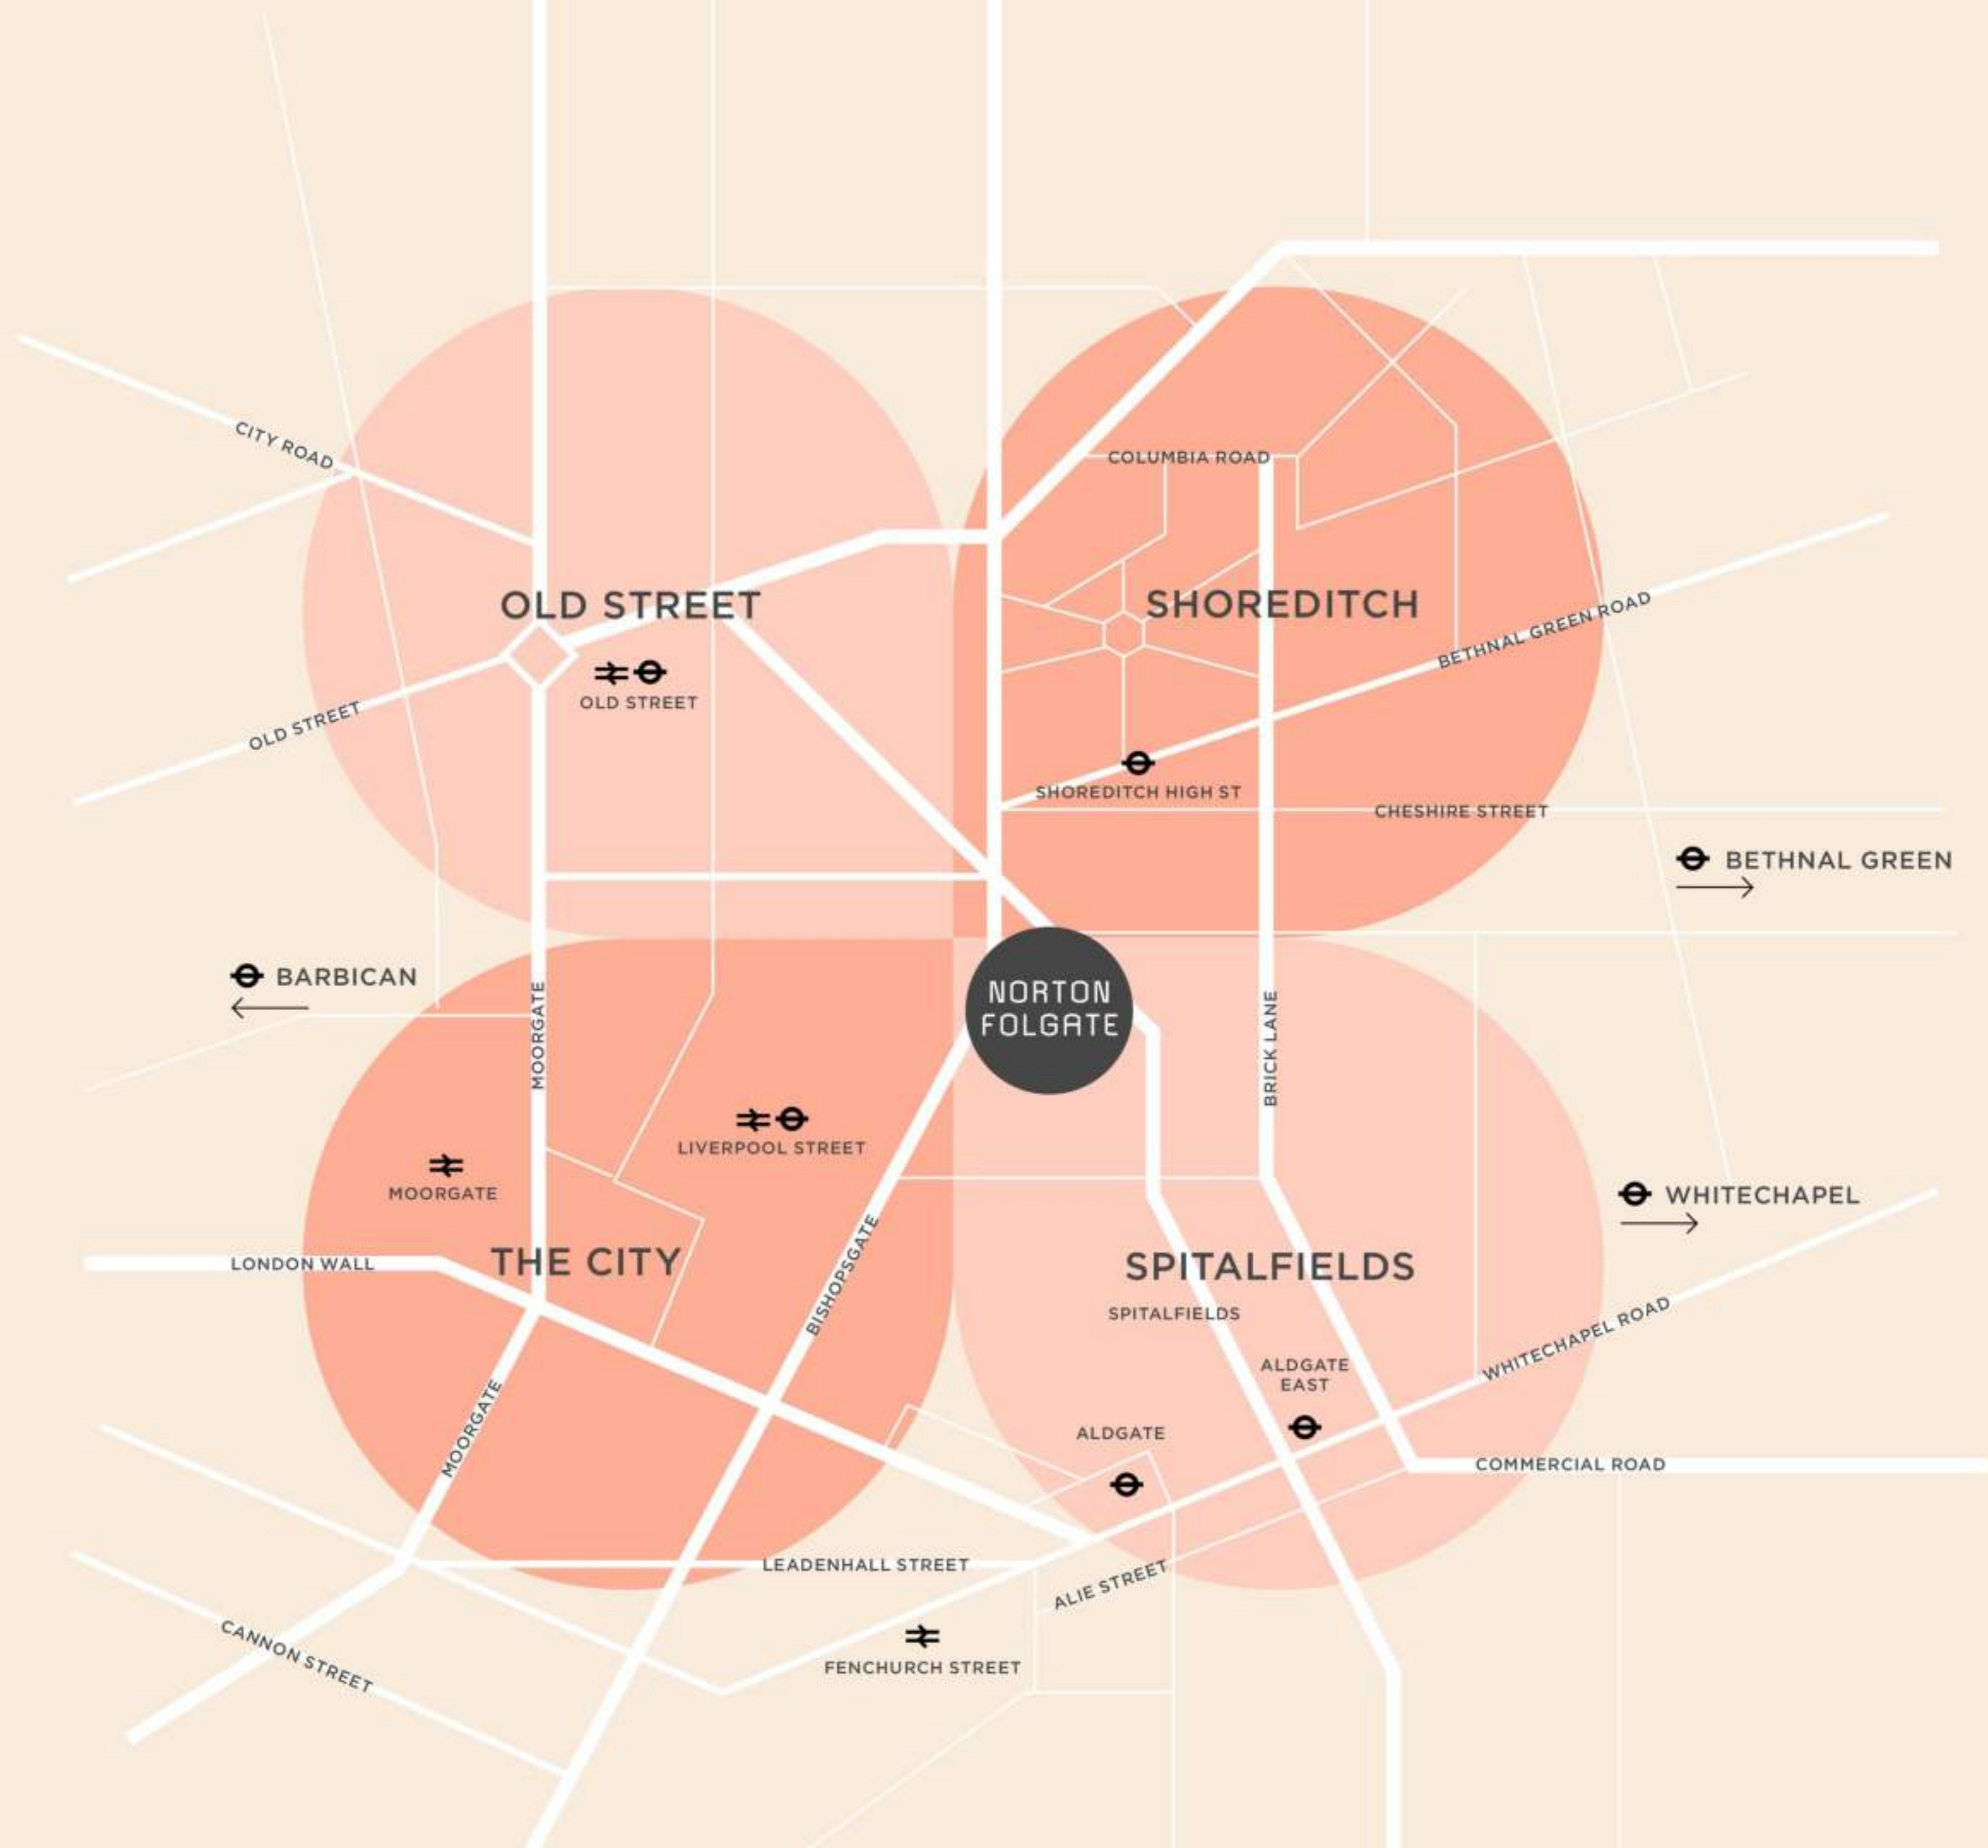 CITY ROAD
COLUMBIA ROAD
OLD STREET
SHOREDITCH
BETHNAL GREEN ROAD
OLD STREET
OLD STREET
SHOREDITCH HIGH ST
CHESHIRE STREET
BETHNAL GREEN
BARBICAN
NORTON
FOLGATE
MOORGATE
BRICK LANE
LIVERPOOL STREET
MOORGATE
WHITECHAPEL
LONDON WALL
THE CITY
BISHOPSGATE
SPITALFIELDS
SPITALFIELDS
WHITECHAPEL ROAD
ALDGATE
EAST
MOORGATE
ALDGATE
COMMERCIAL ROAD
LEADENHALL STREET
ALIE STREET
CANNON STREET
FENCHURCH STREET